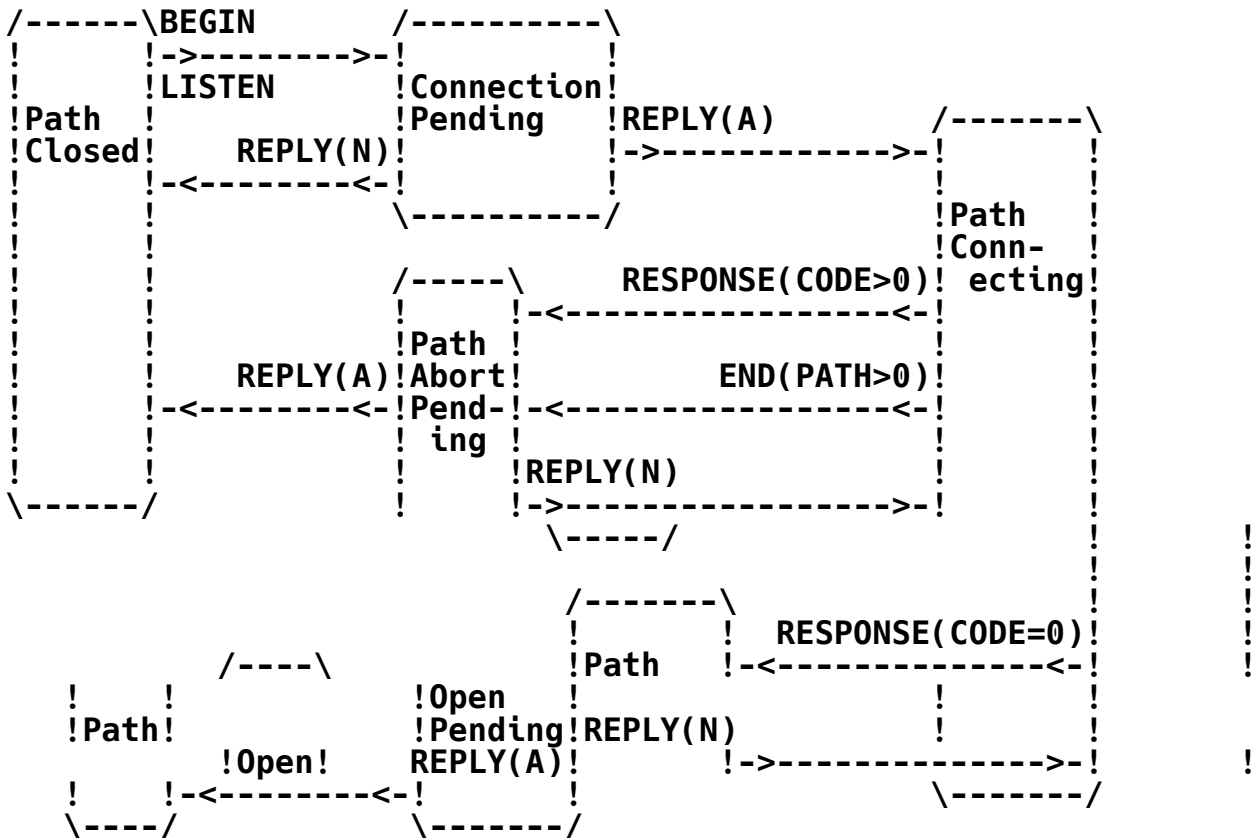 /------\BEGIN        /----------\
!      !->-------->-!          !
!      !LISTEN      !Connection!
!Path  !            !Pending   !REPLY(A)       /-------\
!Closed!    REPLY(N)!          !->------------>-!       !
!      !-<--------<-!          !                !       !
!      !            \----------/                !Path   !
!      !                                        !Conn-  !
!      !            /-----\    RESPONSE(CODE>0)! ecting!
!      !            !     !-<-----------------<-!       !
!      !            !Path !                     !       !
!      !    REPLY(A)!Abort!          END(PATH>0)!       !
!      !-<--------<-!Pend-!-<-----------------<-!       !
!      !            ! ing !                     !       !
!      !            !     !REPLY(N)             !       !
\------/            !     !->----------------->-!       !
\-----/                      !       !
!       !
/-------\                   !       !
!       !  RESPONSE(CODE=0)!       !
/----\            !Path   !-<--------------<-!       !
!    !            !Open   !                  !       !
!Path!            !Pending!REPLY(N)          !       !
!Open!    REPLY(A)!       !->-------------->-!       !
!    !-<--------<-!       !                  \-------/
\----/            \-------/